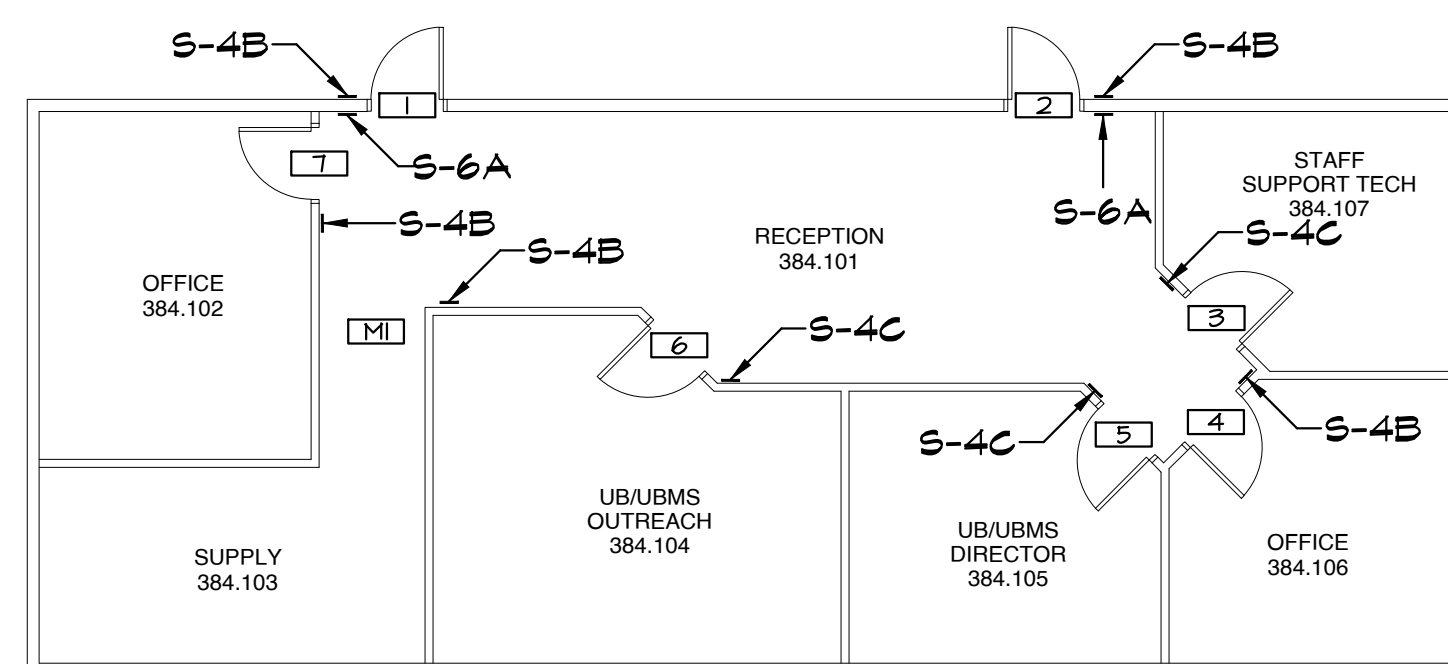 S-4B
S-4B
1
2
7
S-6A
STAFF
SUPPORT TECH
384.107
S-6A
S-4B
S-4C
S-4B
RECEPTION
384.101
OFFICE
384.102
3
M1
S-4C
6
S-4C
4
S-4B
5
UB/UBMS
OUTREACH
384.104
UB/UBMS
DIRECTOR
384.105
OFFICE
384.106
SUPPLY
384.103